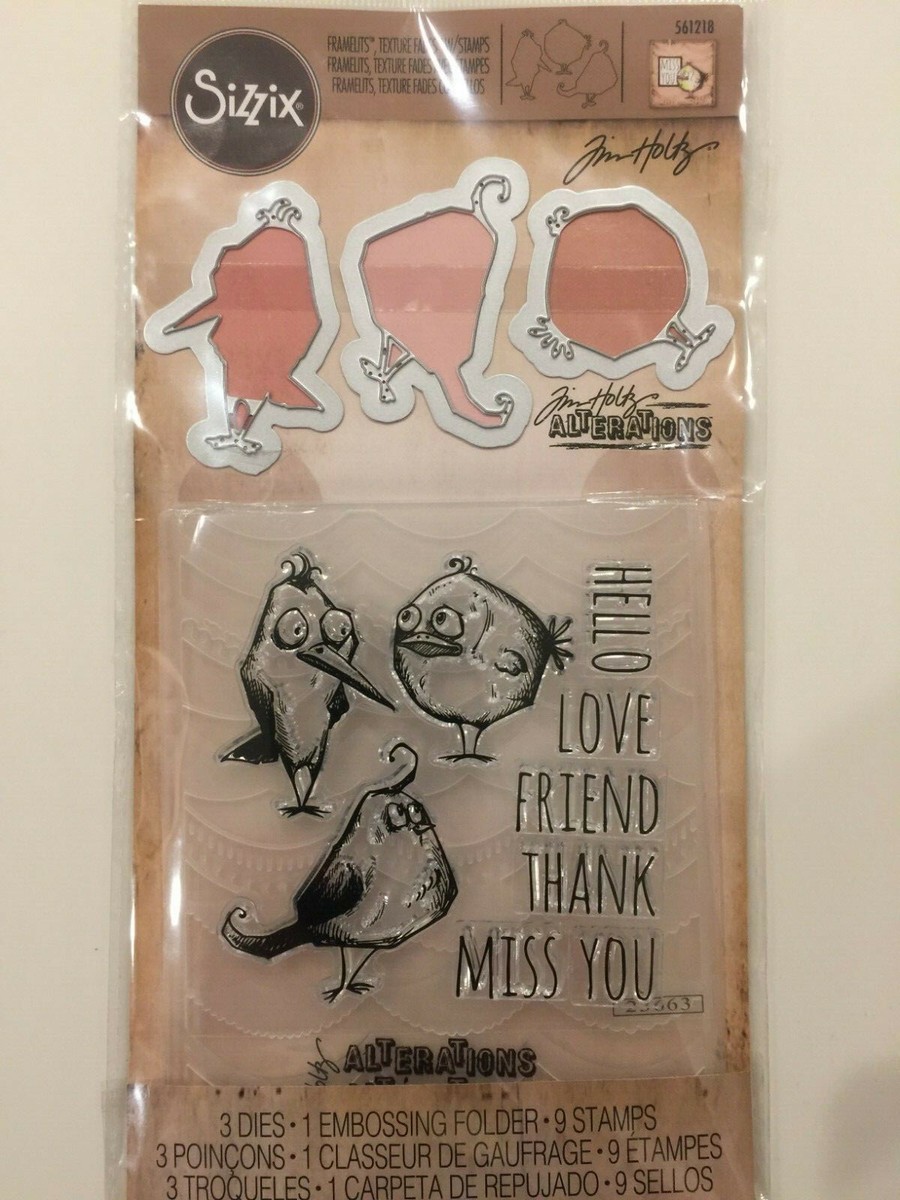 561218
FRAMELITS™, TEXTURE W/STAMPS
FRAMELITS, TEXTURE FADES
FRAMELITS, TEXTURE FADES
Sizzix®
Tim Holtz
Tim Holtz
ALTERATIONS
HELLO
LOVE
FRIEND
THANK
MISS YOU
ALTERATIONS
3 DIES • 1 EMBOSSING FOLDER • 9 STAMPS
3 POINÇONS • 1 CLASSEUR DE GAUFRAGE • 9 ÉTAMPES
3 TROQUELES • 1 CARPETA DE REPUJADO • 9 SELLOS